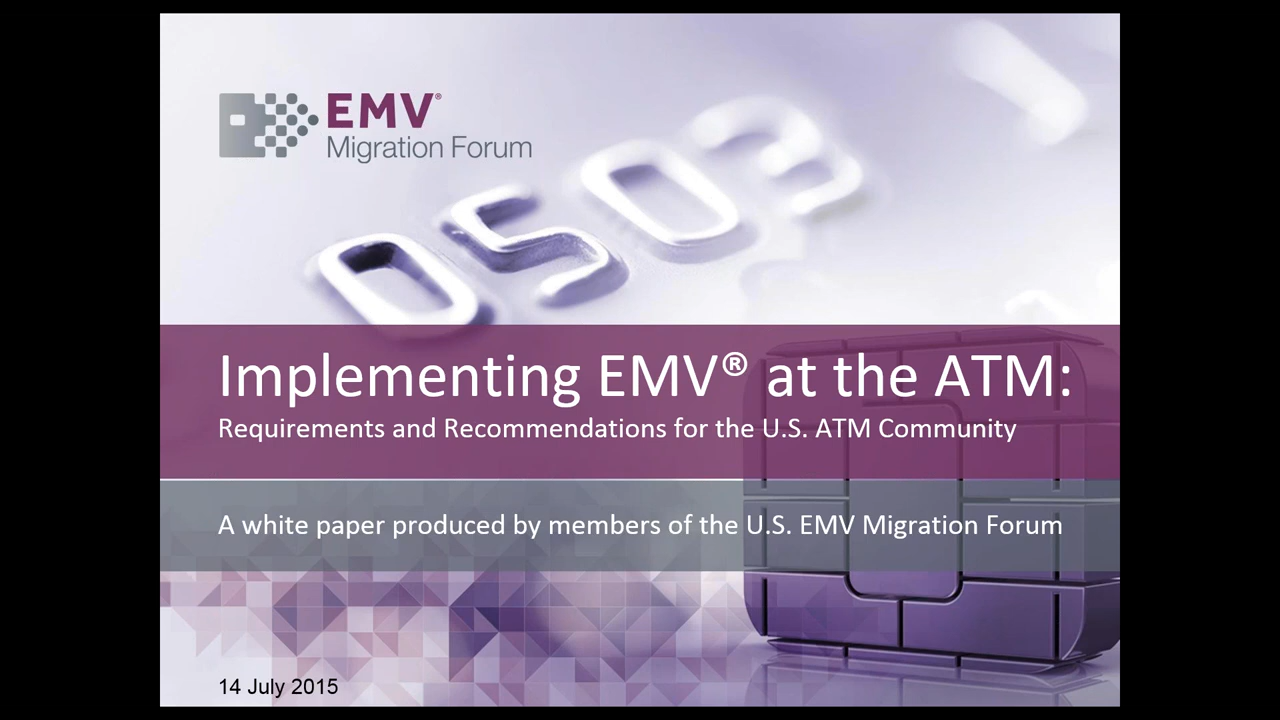 EMV®
Migration Forum
0503
Implementing EMV® at the ATM:
Requirements and Recommendations for the U.S. ATM Community
A white paper produced by members of the U.S. EMV Migration Forum
14 July 2015